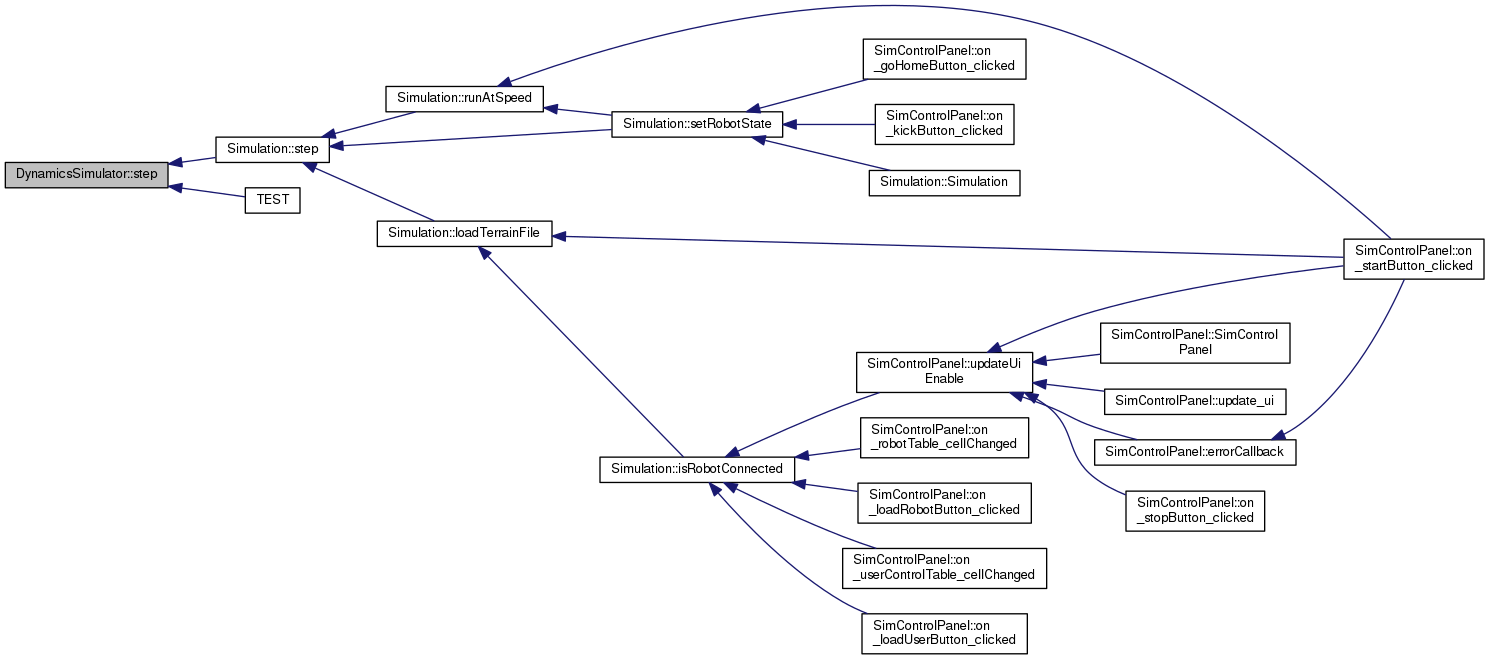 DynamicsSimulator::step
Simulation::step
TEST
Simulation::runAtSpeed
Simulation::loadTerrainFile
Simulation::setRobotState
Simulation::isRobotConnected
SimControlPanel::on
_goHomeButton_clicked
SimControlPanel::on
_kickButton_clicked
Simulation::Simulation
SimControlPanel::updateUi
Enable
SimControlPanel::on
_robotTable_cellChanged
SimControlPanel::on
_loadRobotButton_clicked
SimControlPanel::on
_userControlTable_cellChanged
SimControlPanel::on
_loadUserButton_clicked
SimControlPanel::SimControl
Panel
SimControlPanel::update_ui
SimControlPanel::errorCallback
SimControlPanel::on
_stopButton_clicked
SimControlPanel::on
_startButton_clicked